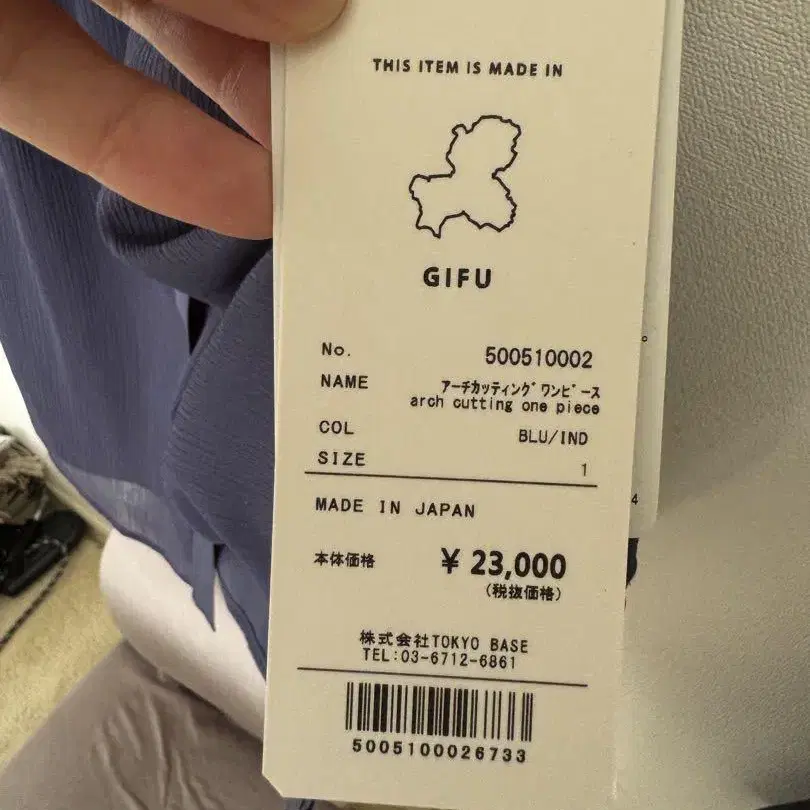 THIS ITEM IS MADE IN
GIFU
No. 500510002
NAME アーチカッティングワンピース
arch cutting one piece
COL BLU/IND
SIZE 1
MADE IN JAPAN
本体価格 ¥ 23,000
(税抜価格)
株式会社TOKYO BASE
TEL:03-6712-6861
5005100026733
4